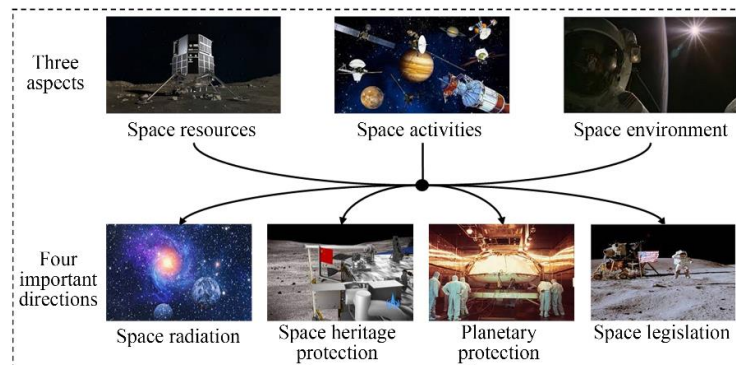 Three
aspects
Space resources
Space activities
Space environment
Four
important
directions
Space radiation
Space heritage
protection
Planetary
protection
Space legislation